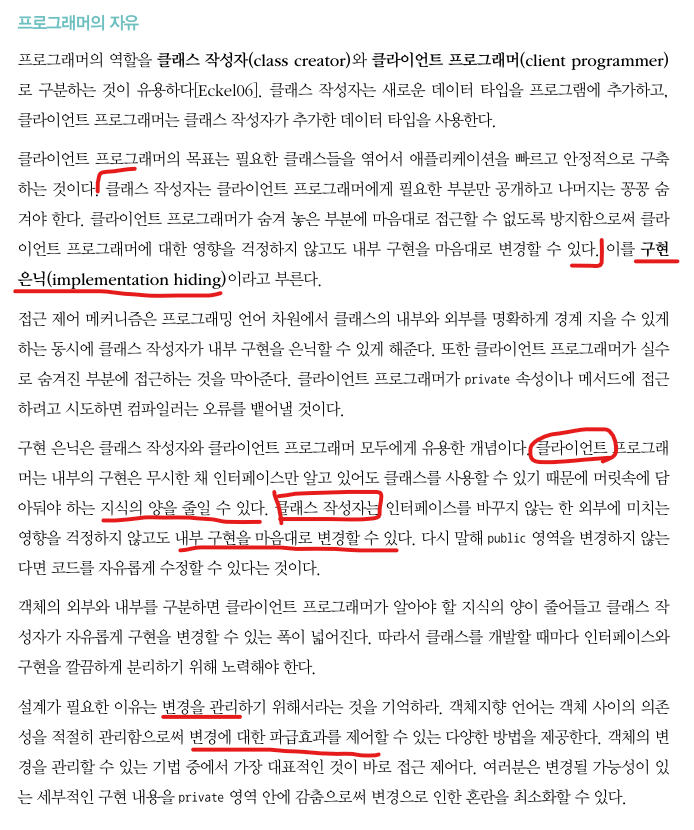 프로그래머의 자유
프로그래머의 역할을 클래스 작성자(class creator)와 클라이언트 프로그래머(client programmer)
로 구분하는 것이 유용하다[Eckel06]. 클래스 작성자는 새로운 데이터 타입을 프로그램에 추가하고,
클라이언트 프로그래머는 클래스 작성자가 추가한 데이터 타입을 사용한다.
클라이언트 프로그래머의 목표는 필요한 클래스들을 엮어서 애플리케이션을 빠르고 안정적으로 구축
하는 것이다. 클래스 작성자는 클라이언트 프로그래머에게 필요한 부분만 공개하고 나머지는 꽁꽁 숨
겨야 한다. 클라이언트 프로그래머가 숨겨 놓은 부분에 마음대로 접근할 수 없도록 방지함으로써 클라
이언트 프로그래머에 대한 영향을 걱정하지 않고도 내부 구현을 마음대로 변경할 수 있다. 이를 구현
은닉(implementation hiding)이라고 부른다.
접근 제어 메커니즘은 프로그래밍 언어 차원에서 클래스의 내부와 외부를 명확하게 경계 지을 수 있게
하는 동시에 클래스 작성자가 내부 구현을 은닉할 수 있게 해준다. 또한 클라이언트 프로그래머가 실수
로 숨겨진 부분에 접근하는 것을 막아준다. 클라이언트 프로그래머가 private 속성이나 메서드에 접근
하려고 시도하면 컴파일러는 오류를 뱉어낼 것이다.
구현 은닉은 클래스 작성자와 클라이언트 프로그래머 모두에게 유용한 개념이다. 클라이언트 프로그래
머는 내부의 구현은 무시한 채 인터페이스만 알고 있어도 클래스를 사용할 수 있기 때문에 머릿속에 담
아둬야 하는 지식의 양을 줄일 수 있다. 클래스 작성자는 인터페이스를 바꾸지 않는 한 외부에 미치는
영향을 걱정하지 않고도 내부 구현을 마음대로 변경할 수 있다. 다시 말해 public 영역을 변경하지 않는
다면 코드를 자유롭게 수정할 수 있다는 것이다.
객체의 외부와 내부를 구분하면 클라이언트 프로그래머가 알아야 할 지식의 양이 줄어들고 클래스 작
성자가 자유롭게 구현을 변경할 수 있는 폭이 넓어진다. 따라서 클래스를 개발할 때마다 인터페이스와
구현을 깔끔하게 분리하기 위해 노력해야 한다.
설계가 필요한 이유는 변경을 관리하기 위해서라는 것을 기억하라. 객체지향 언어는 객체 사이의 의존
성을 적절히 관리함으로써 변경에 대한 파급효과를 제어할 수 있는 다양한 방법을 제공한다. 객체의 변
경을 관리할 수 있는 기법 중에서 가장 대표적인 것이 바로 접근 제어다. 여러분은 변경될 가능성이 있
는 세부적인 구현 내용을 private 영역 안에 감춤으로써 변경으로 인한 혼란을 최소화할 수 있다.